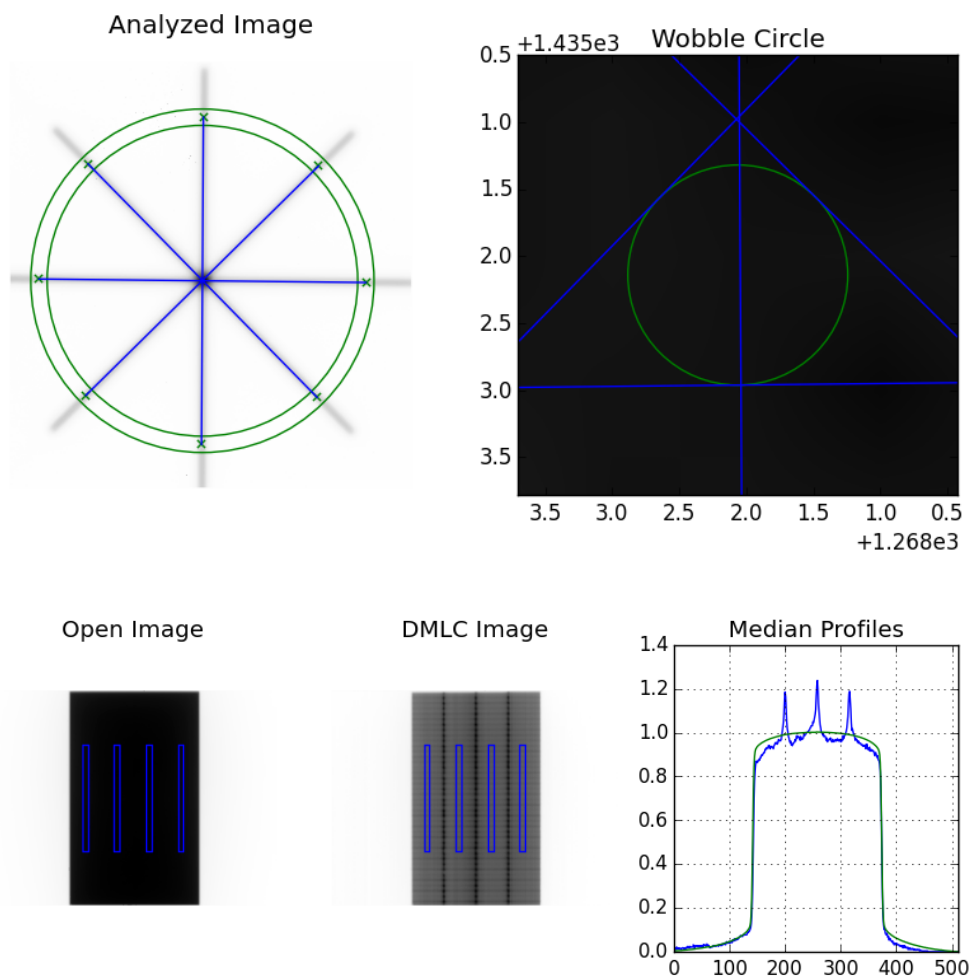 Analyzed Image
Wobble Circle
+1.435e3
0.5
1.0
1.5
2.0
2.5
3.0
3.5
3.5 3.0 2.5 2.0 1.5 1.0 0.5
+1.268e3
Open Image
DMLC Image
Median Profiles
1.4
1.2
1.0
0.8
0.6
0.4
0.2
0.0
0 100 200 300 400 500